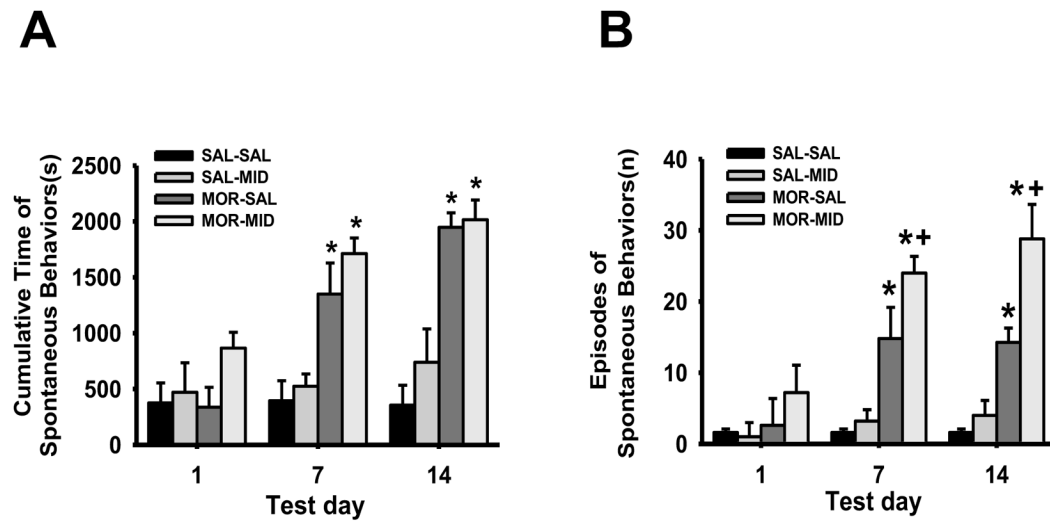 A
Cumulative Time of
Spontaneous Behaviors(s)
2500
2000
1500
1000
500
0
SAL-SAL
SAL-MID
MOR-SAL
MOR-MID
*
*
*
*
1
7
14
Test day
B
Episodes of
Spontaneous Behaviors(n)
40
30
20
10
0
SAL-SAL
SAL-MID
MOR-SAL
MOR-MID
*
*+
*
*+
1
7
14
Test day